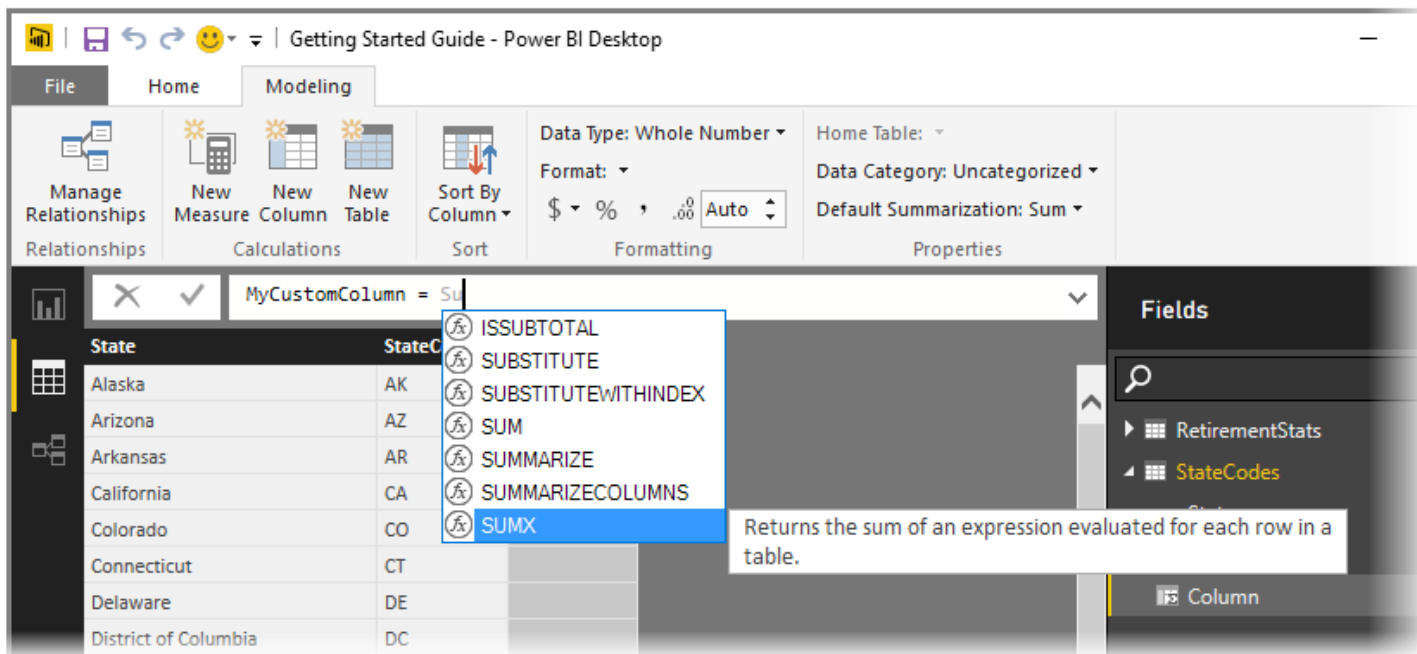 Getting Started Guide - Power BI Desktop
File Home Modeling
Manage Relationships
New Measure
New Column
New Table
Sort By Column
Data Type: Whole Number
Format:
$ % , .00 Auto
Home Table:
Data Category: Uncategorized
Default Summarization: Sum
Relationships Calculations Sort Formatting Properties
MyCustomColumn = Su
ISSUBTOTAL
SUBSTITUTE
SUBSTITUTEWITHINDEX
SUM
SUMMARIZE
SUMMARIZECOLUMNS
SUMX
Returns the sum of an expression evaluated for each row in a
table.
State StateC
Alaska AK
Arizona AZ
Arkansas AR
California CA
Colorado CO
Connecticut CT
Delaware DE
District of Columbia DC
Fields
RetirementStats
StateCodes
Column